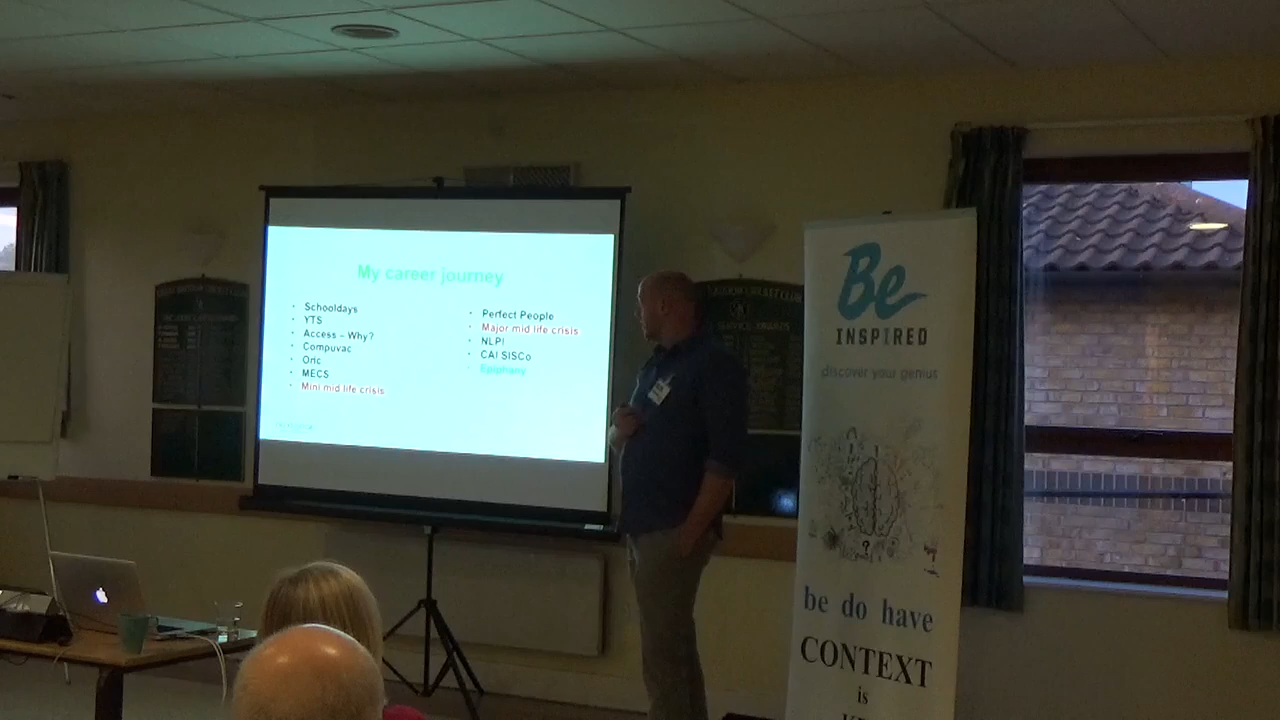 My career journey
Schooldays
YTS
Access – Why?
Compuvac
Oric
MECS
Mini mid life crisis
Perfect People
Major mid life crisis
NLP!
CAI SISCo
Epiphany
Be
INSPIRED
discover your genius
?
be do have
CONTEXT
is